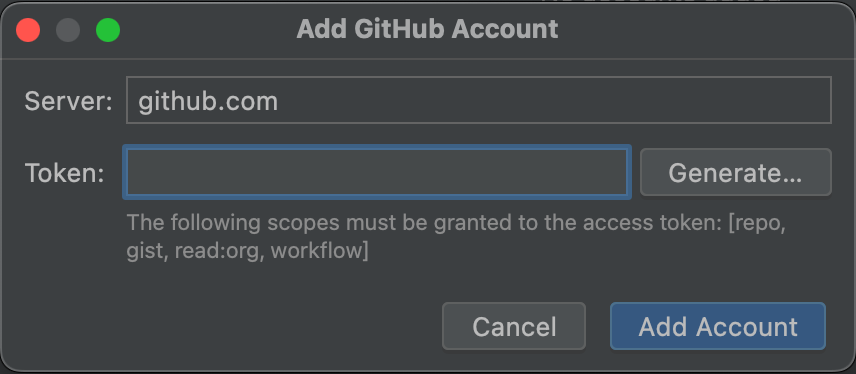 Add GitHub Account
Server: github.com
Token: Generate...
The following scopes must be granted to the access token: [repo,
gist, read:org, workflow]
Cancel Add Account